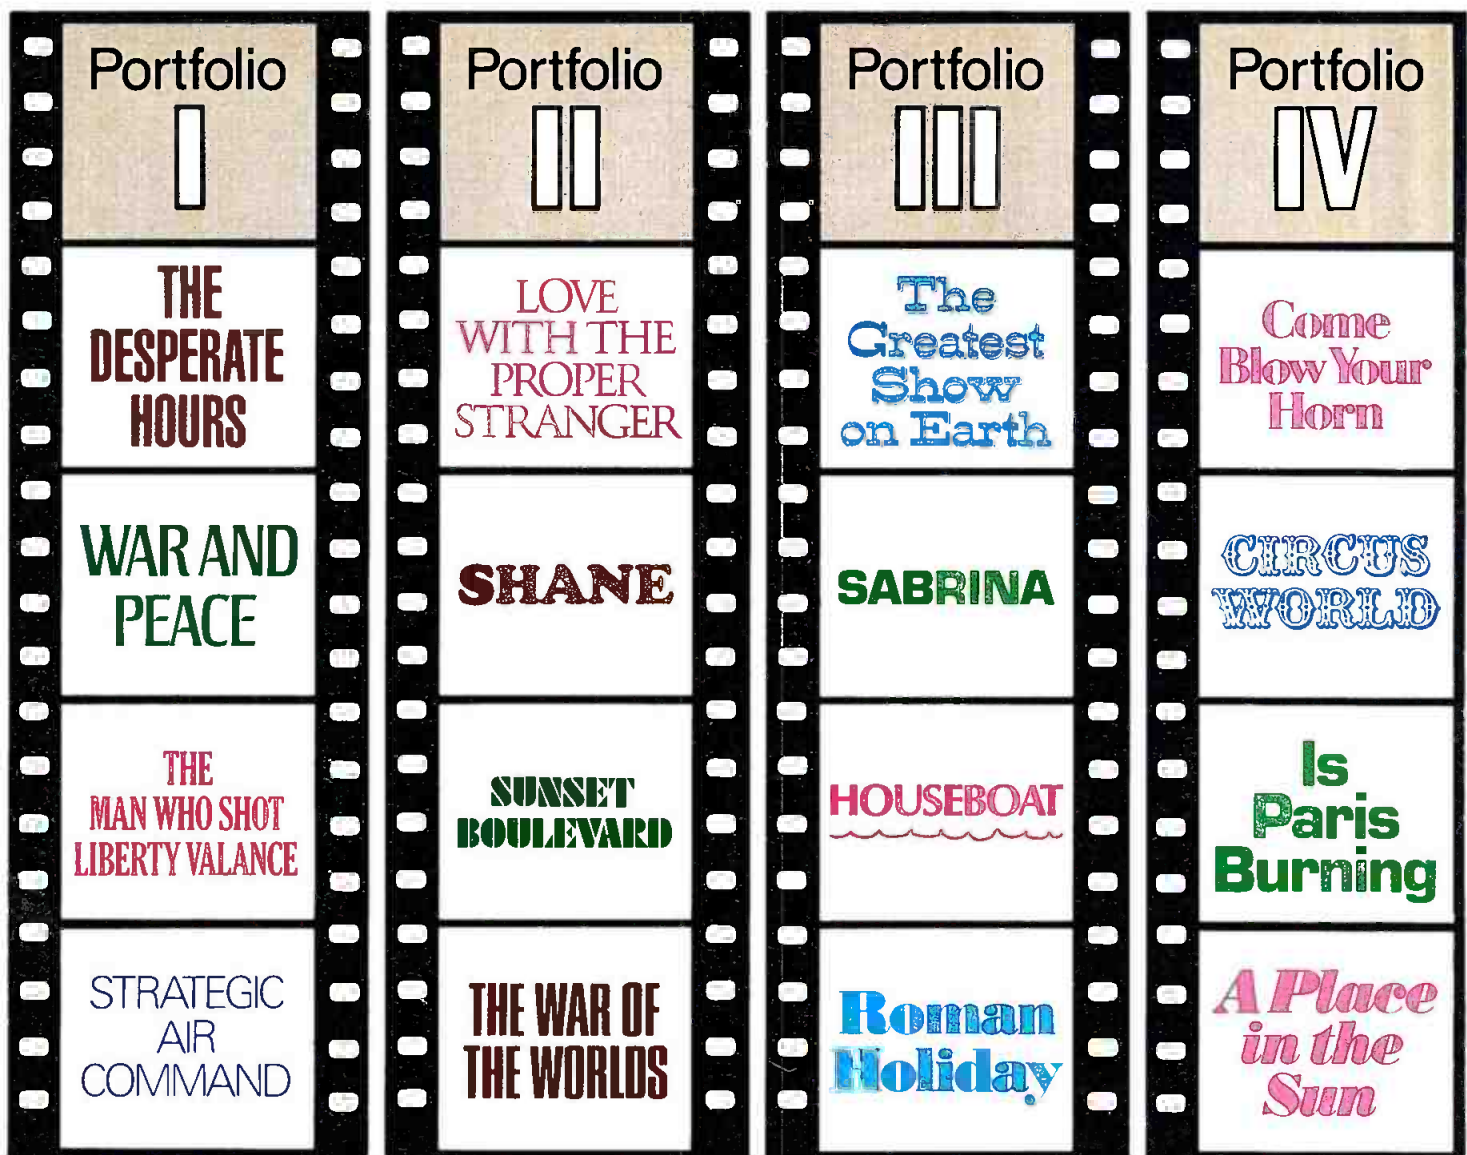 Portfolio
I
THE
DESPERATE
HOURS
WAR AND
PEACE
THE
MAN WHO SHOT
LIBERTY VALANCE
STRATEGIC
AIR
COMMAND
Portfolio
II
LOVE
WITH THE
PROPER
STRANGER
SHANE
SUNSET
BOULEVARD
THE WAR OF
THE WORLDS
Portfolio
III
The
Greatest
Show
on Earth
SABRINA
HOUSEBOAT
Roman
Holiday
Portfolio
IV
Come
Blow Your
Horn
CIRCUS
WORLD
Is
Paris
Burning
A Place
in the
Sun